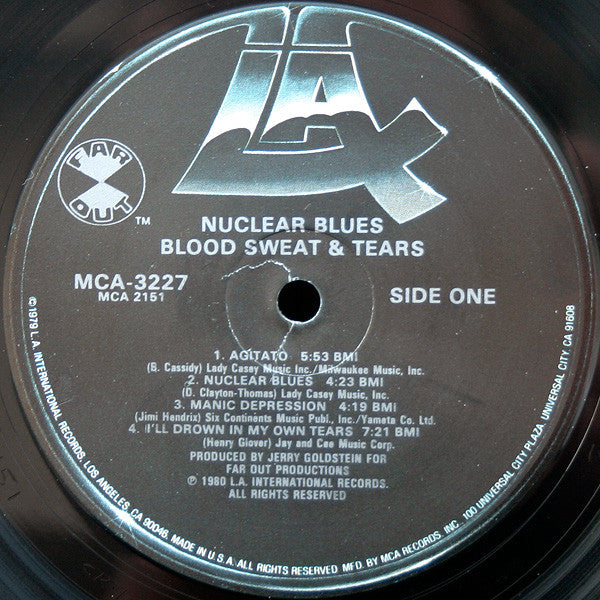 LAX
FAR
OUT
TM
NUCLEAR BLUES
BLOOD SWEAT & TEARS
MCA-3227
MCA 2151
SIDE ONE
1. AGITATO 5:53 BMI
(B. Cassidy) Lady Casey Music Inc./Milwaukee Music, Inc.
2. NUCLEAR BLUES 4:23 BMI
(D. Clayton-Thomas) Lady Casey Music, Inc.
3. MANIC DEPRESSION 4:19 BMI
(Jimi Hendrix) Six Continents Music Publ., Inc./Yameta Co. Ltd.
4. I'LL DROWN IN MY OWN TEARS 7:21 BMI
(Henry Glover) Jay and Cee Music Corp.
PRODUCED BY JERRY GOLDSTEIN FOR
FAR OUT PRODUCTIONS
℗ 1980 L.A. INTERNATIONAL RECORDS.
ALL RIGHTS RESERVED
©1979 L.A. INTERNATIONAL RECORDS, LOS ANGELES, CA 90046. MADE IN U.S.A. ALL RIGHTS RESERVED MFD. BY MCA RECORDS, INC. 100 UNIVERSAL CITY PLAZA, UNIVERSAL CITY, CA 91608